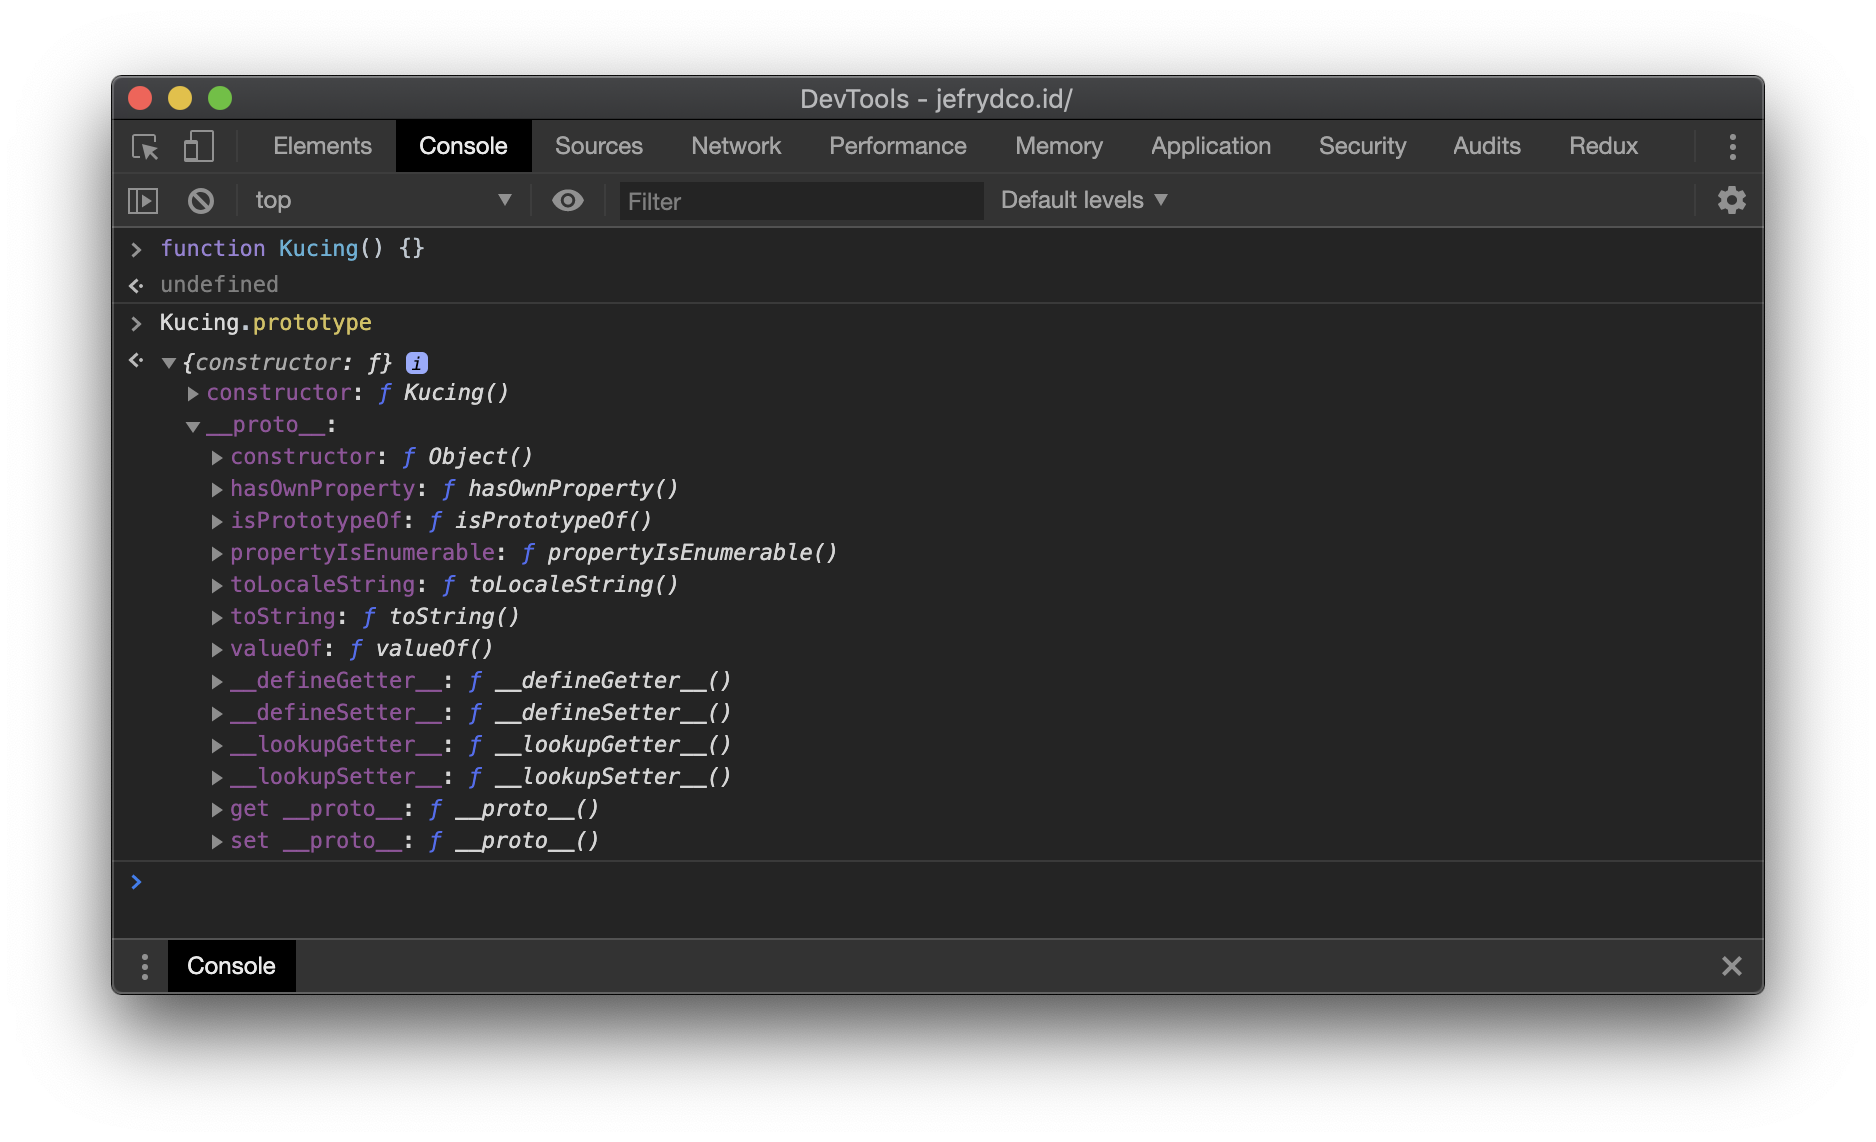 DevTools - jefrydco.id/
Elements Console Sources Network Performance Memory Application Security Audits Redux
top Filter Default levels
function Kucing() {}
undefined
Kucing.prototype
{constructor: ƒ} i
constructor: ƒ Kucing()
__proto__:
constructor: ƒ Object()
hasOwnProperty: ƒ hasOwnProperty()
isPrototypeOf: ƒ isPrototypeOf()
propertyIsEnumerable: ƒ propertyIsEnumerable()
toLocaleString: ƒ toLocaleString()
toString: ƒ toString()
valueOf: ƒ valueOf()
__defineGetter__: ƒ __defineGetter__()
__defineSetter__: ƒ __defineSetter__()
__lookupGetter__: ƒ __lookupGetter__()
__lookupSetter__: ƒ __lookupSetter__()
get __proto__: ƒ __proto__()
set __proto__: ƒ __proto__()
Console